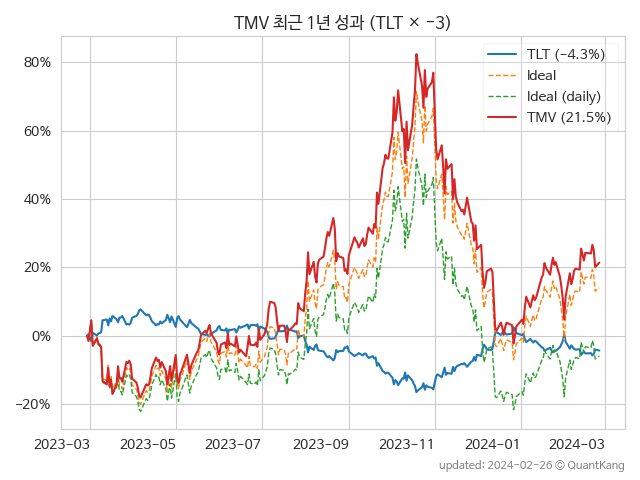 TMV 최근 1년 성과 (TLT × −3)
TLT (−4.3%)
Ideal
Ideal (daily)
TMV (21.5%)
80%
60%
40%
20%
0%
−20%
2023−03 2023−05 2023−07 2023−09 2023−11 2024−01 2024−03
updated: 2024−02−26 © QuantKang